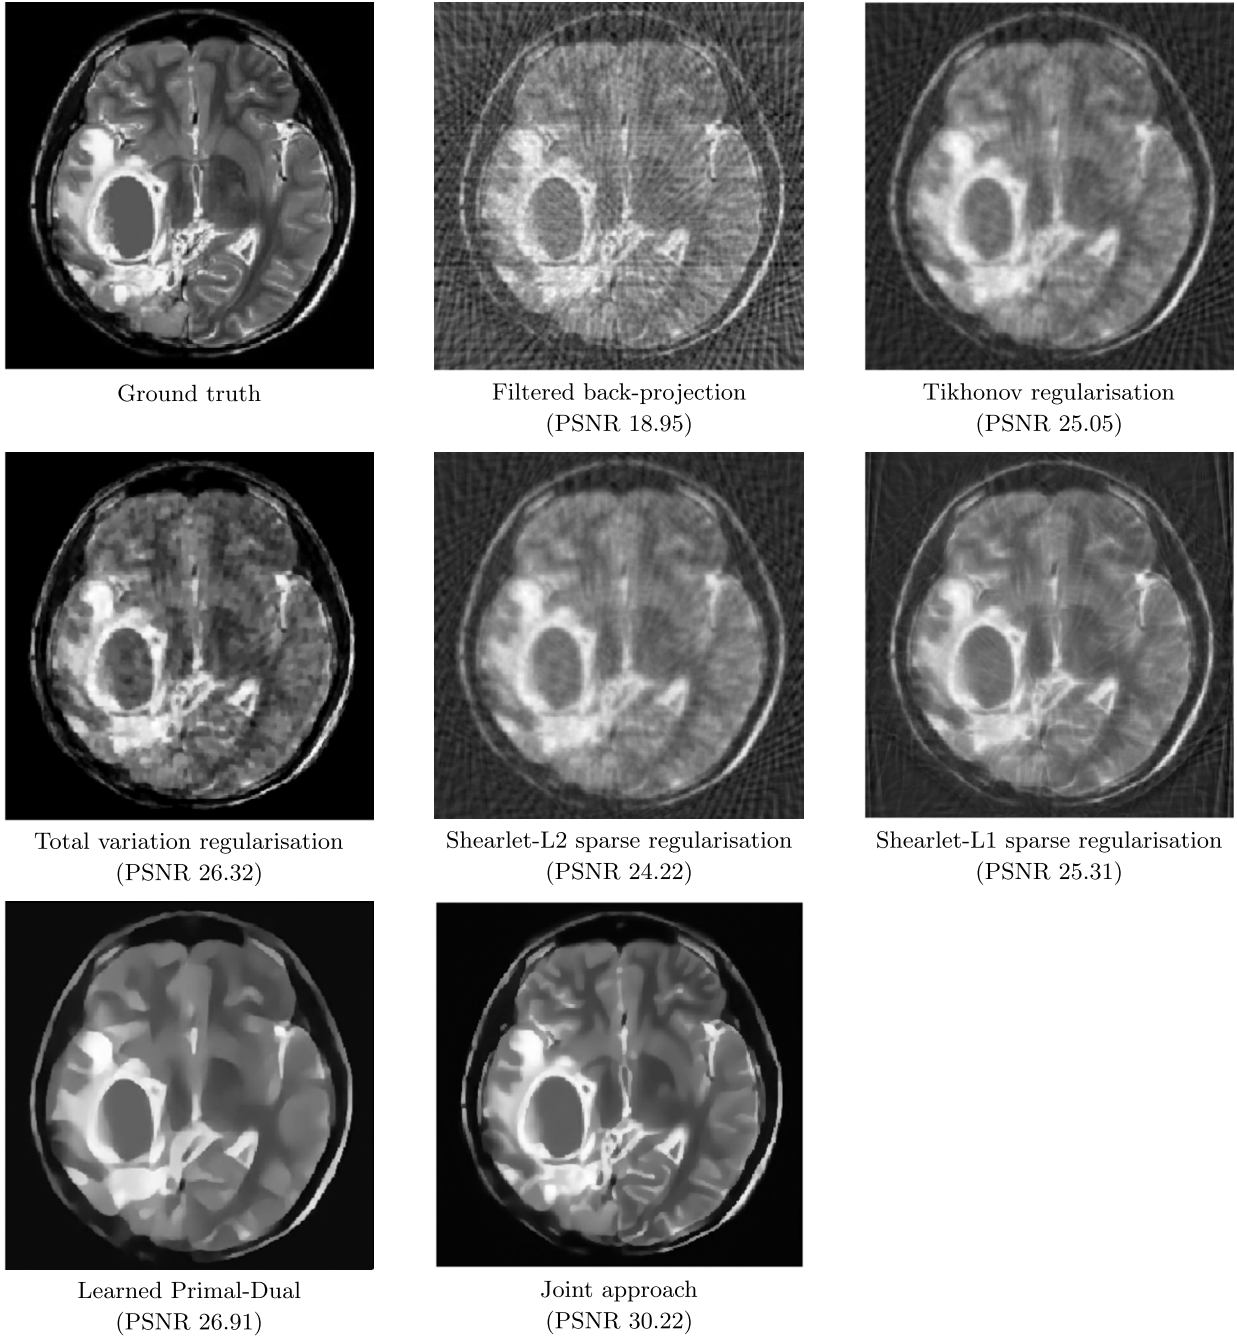 Ground truth
Filtered back-projection
(PSNR 18.95)
Tikhonov regularisation
(PSNR 25.05)
Total variation regularisation
(PSNR 26.32)
Shearlet-L2 sparse regularisation
(PSNR 24.22)
Shearlet-L1 sparse regularisation
(PSNR 25.31)
Learned Primal-Dual
(PSNR 26.91)
Joint approach
(PSNR 30.22)